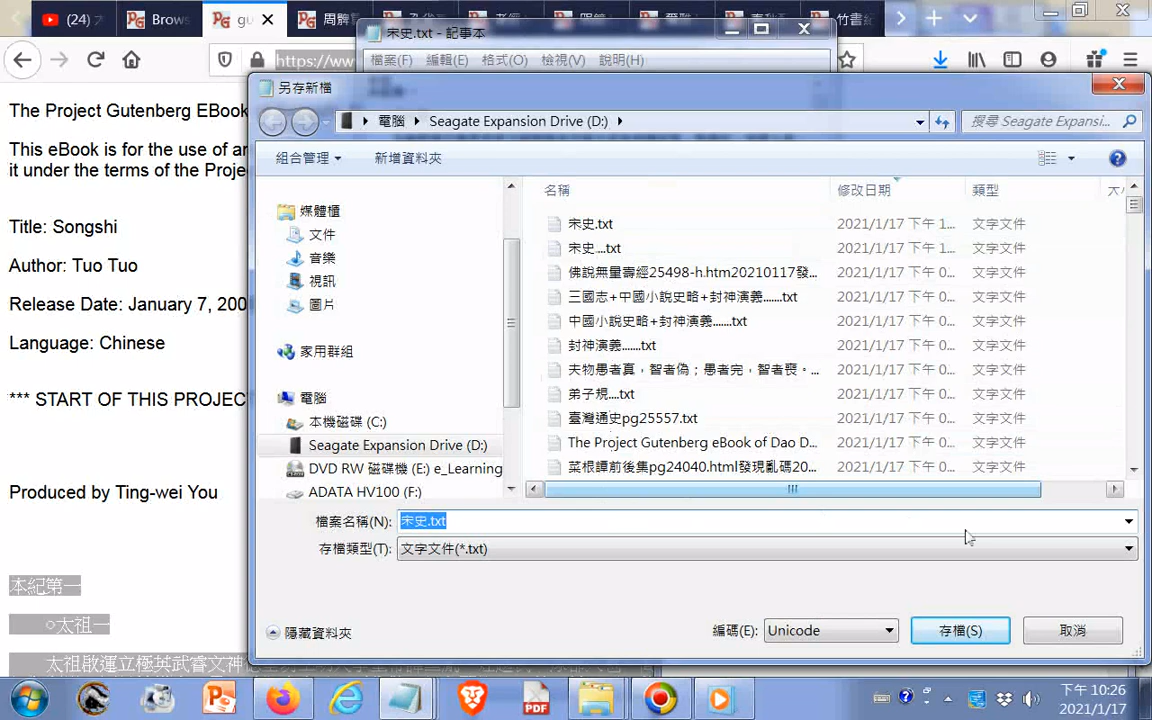 (24)
Brows
gu
宋史.txt - 記事本
檔案(F) 編輯(E) 格式(O) 檢視(V) 說明(H)
https://ww
另存新檔
電腦 Seagate Expansion Drive (D:)
搜尋 Seagate Expansi...
組合管理 新增資料夾
名稱 修改日期 類型
媒體櫃
文件
音樂
視訊
圖片
家用群組
電腦
本機磁碟 (C:)
Seagate Expansion Drive (D:)
DVD RW 磁碟機 (E:) e_Learning
ADATA HV100 (F:)
宋史.txt 2021/1/17 下午 1... 文字文件
宋史....txt 2021/1/17 下午 1... 文字文件
佛說無量壽經25498-h.htm20210117發... 2021/1/17 下午 0... 文字文件
三國志+中國小說史略+封神演義.......txt 2021/1/17 下午 0... 文字文件
中國小說史略+封神演義.......txt 2021/1/17 下午 0... 文字文件
封神演義.......txt 2021/1/17 下午 0... 文字文件
夫物愚者真，智者偽；愚者完，智者喪。... 2021/1/17 下午 0... 文字文件
弟子規....txt 2021/1/17 下午 0... 文字文件
臺灣通史pg25557.txt 2021/1/17 下午 0... 文字文件
The Project Gutenberg eBook of Dao D... 2021/1/17 下午 0... 文字文件
菜根譚前後集pg24040.html發現亂碼20... 2021/1/17 下午 0... 文字文件
檔案名稱(N): 宋史.txt
存檔類型(T): 文字文件(*.txt)
隱藏資料夾
編碼(E): Unicode 存檔(S) 取消
The Project Gutenberg EBook
This eBook is for the use of an
it under the terms of the Proje
Title: Songshi
Author: Tuo Tuo
Release Date: January 7, 200
Language: Chinese
*** START OF THIS PROJEC
Produced by Ting-wei You
本紀第一
○太祖一
太祖啟運立極英武睿文神
下午 10:26
2021/1/17